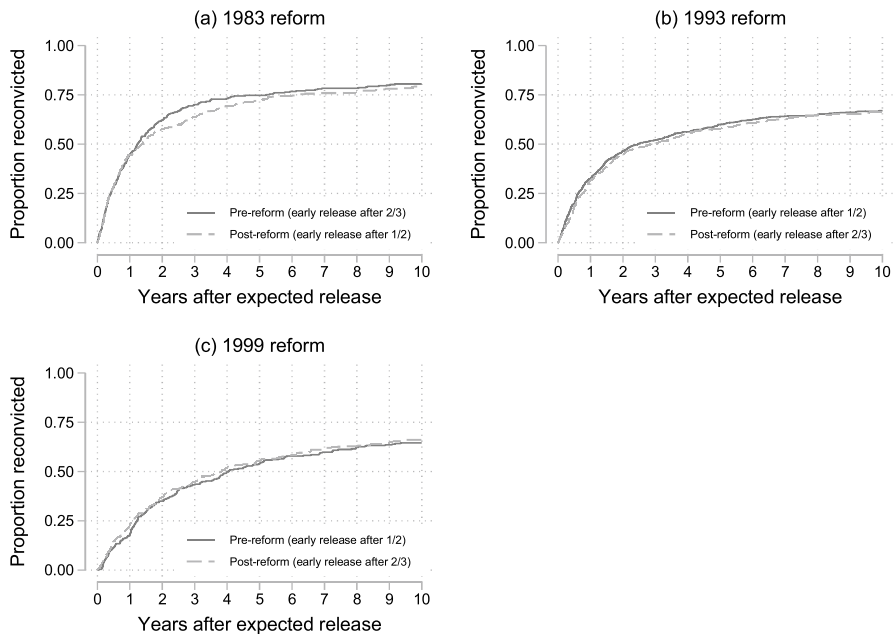 (a) 1983 reform
Proportion reconvicted
1.00
0.75
0.50
0.25
0.00
Pre-reform (early release after 2/3)
Post-reform (early release after 1/2)
0 1 2 3 4 5 6 7 8 9 10
Years after expected release
(b) 1993 reform
Proportion reconvicted
1.00
0.75
0.50
0.25
0.00
Pre-reform (early release after 1/2)
Post-reform (early release after 2/3)
0 1 2 3 4 5 6 7 8 9 10
Years after expected release
(c) 1999 reform
Proportion reconvicted
1.00
0.75
0.50
0.25
0.00
Pre-reform (early release after 1/2)
Post-reform (early release after 2/3)
0 1 2 3 4 5 6 7 8 9 10
Years after expected release